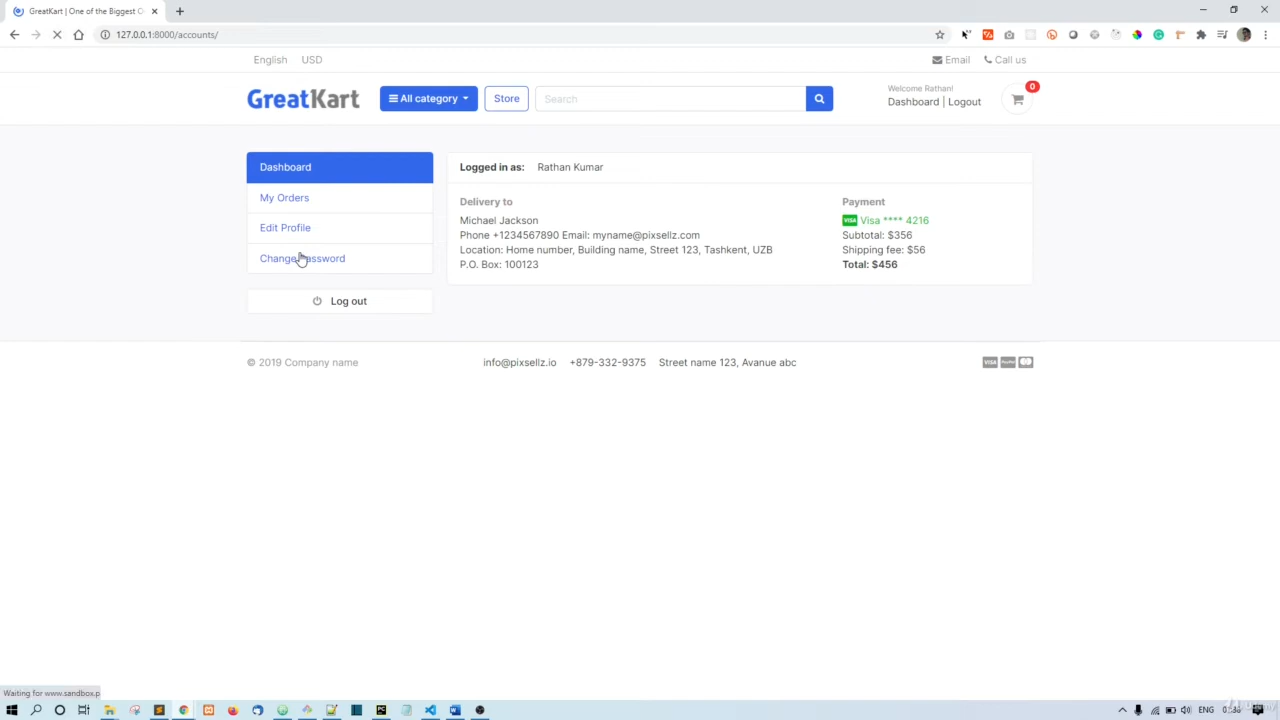 GreatKart | One of the Biggest O
127.0.0.1:8000/accounts/
English USD
Email Call us
GreatKart
All category
Store
Search
Welcome Rathan!
Dashboard | Logout
0
Dashboard
My Orders
Edit Profile
Change Password
Log out
Logged in as: Rathan Kumar
Delivery to
Michael Jackson
Phone +1234567890 Email: myname@pixsellz.com
Location: Home number, Building name, Street 123, Tashkent, UZB
P.O. Box: 100123
Payment
VISA Visa **** 4216
Subtotal: $356
Shipping fee: $56
Total: $456
© 2019 Company name
info@pixsellz.io +879-332-9375 Street name 123, Avanue abc
VISA PayPal
Waiting for www.sandbox.p
ENG